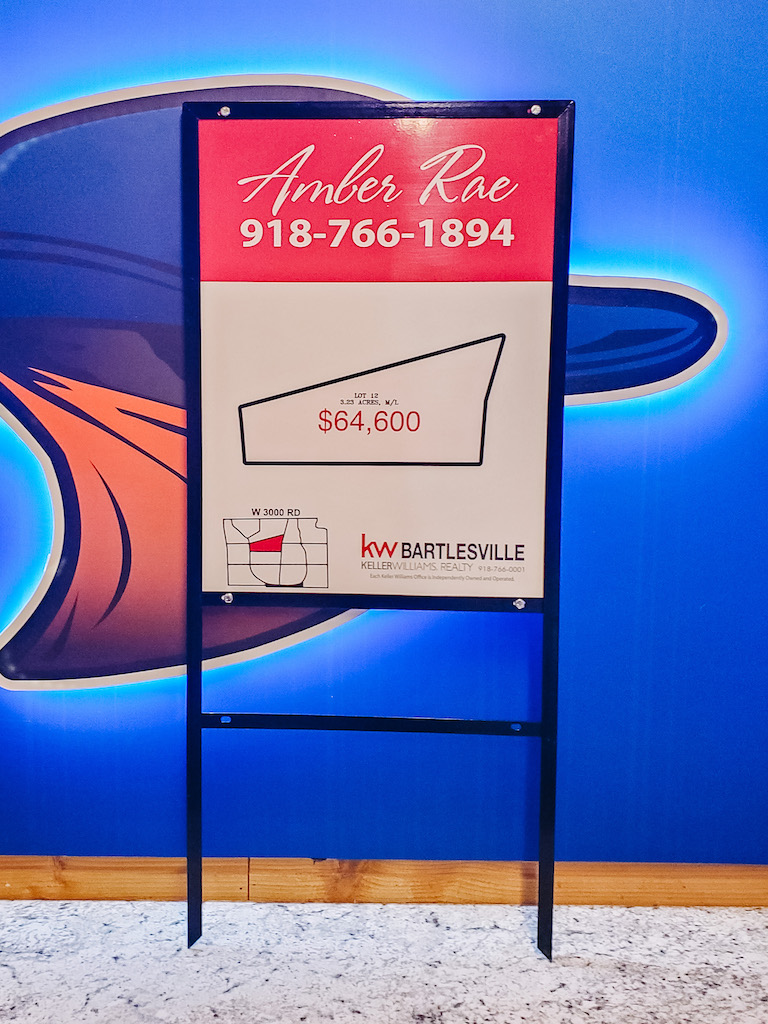 Amber Rae
918-766-1894
LOT 12
3.23 ACRES, M/L
$64,600
W 3000 RD
kw BARTLESVILLE
KELLERWILLIAMS. REALTY 918-766-0001
Each Keller Williams Office is Independently Owned and Operated.